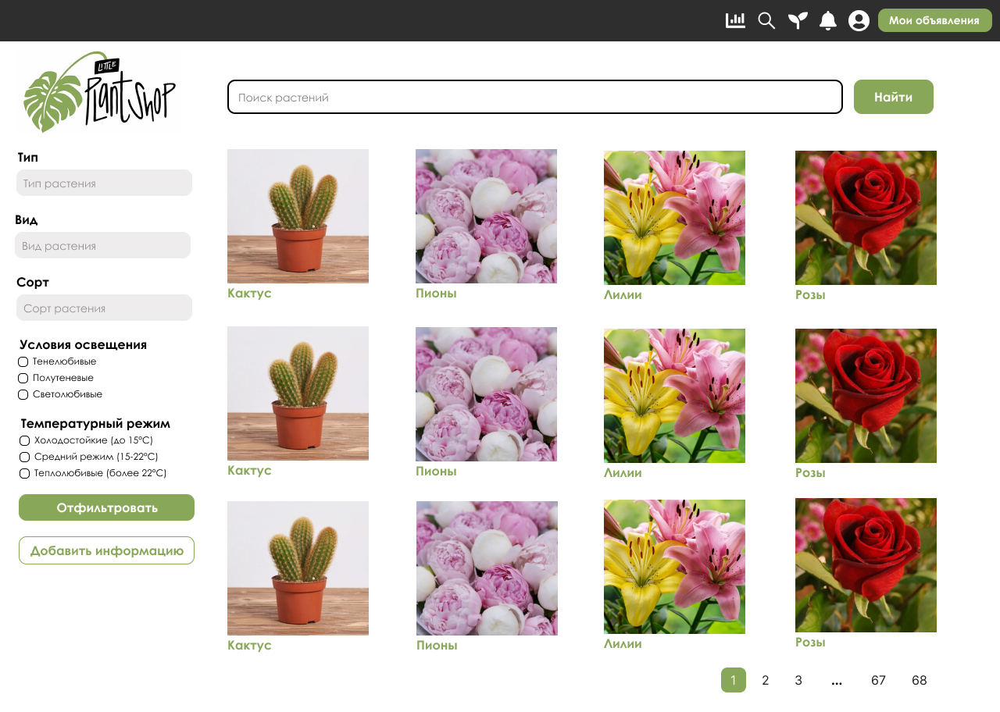 Мои объявления
LITTLE
Plant Shop
Поиск растений
Найти
Тип
Тип растения
Вид
Вид растения
Сорт
Сорт растения
Условия освещения
Тенелюбивые
Полутеневые
Светолюбивые
Температурный режим
Холодостойкие (до 15°C)
Средний режим (15-22°C)
Теплолюбивые (более 22°C)
Отфильтровать
Добавить информацию
Кактус
Пионы
Лилии
Розы
Кактус
Пионы
Лилии
Розы
Кактус
Пионы
Лилии
Розы
1 2 3 ... 67 68